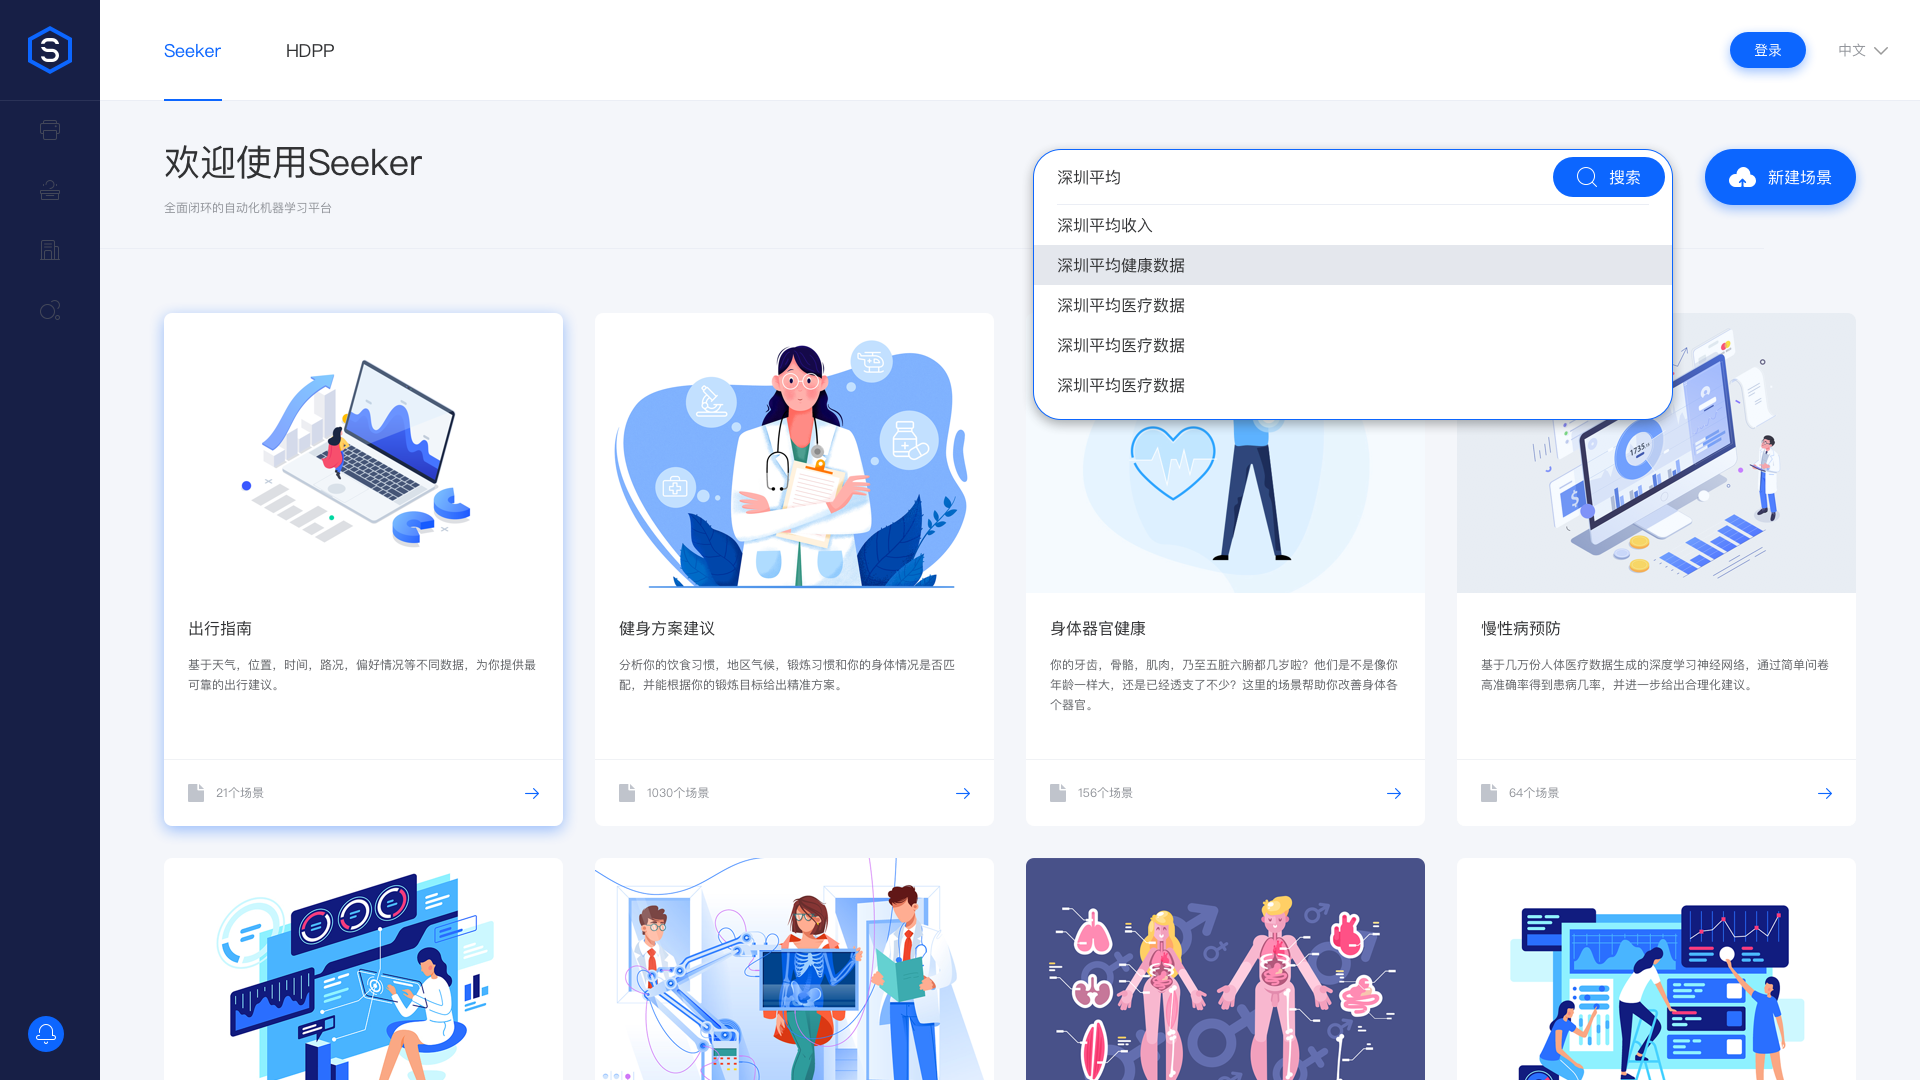 S
Seeker
HDPP
登录
中文
欢迎使用Seeker
全面闭环的自动化机器学习平台
深圳平均
搜索
新建场景
深圳平均收入
深圳平均健康数据
深圳平均医疗数据
深圳平均医疗数据
深圳平均医疗数据
1735.10
出行指南
基于天气，位置，时间，路况，偏好情况等不同数据，为你提供最
可靠的出行建议。
21个场景
健身方案建议
分析你的饮食习惯，地区气候，锻炼习惯和你的身体情况是否匹
配，并能根据你的锻炼目标给出精准方案。
1030个场景
身体器官健康
你的牙齿，骨骼，肌肉，乃至五脏六腑都几岁啦？他们是不是像你
年龄一样大，还是已经透支了不少？这里的场景帮助你改善身体各
个器官。
156个场景
慢性病预防
基于几万份人体医疗数据生成的深度学习神经网络，通过简单问卷
高准确率得到患病几率，并进一步给出合理化建议。
64个场景